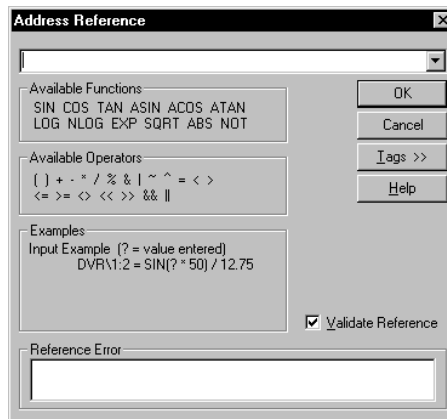 Address Reference
Available Functions
SIN COS TAN ASIN ACOS ATAN
LOG NLOG EXP SQRT ABS NOT
OK
Cancel
Available Operators
( ) + - * / % & | ~ ^ = < >
<= >= <> << >> && ||
Tags >>
Help
Examples
Input Example (? = value entered)
DVR\1:2 = SIN(? * 50) / 12.75
Validate Reference
Reference Error